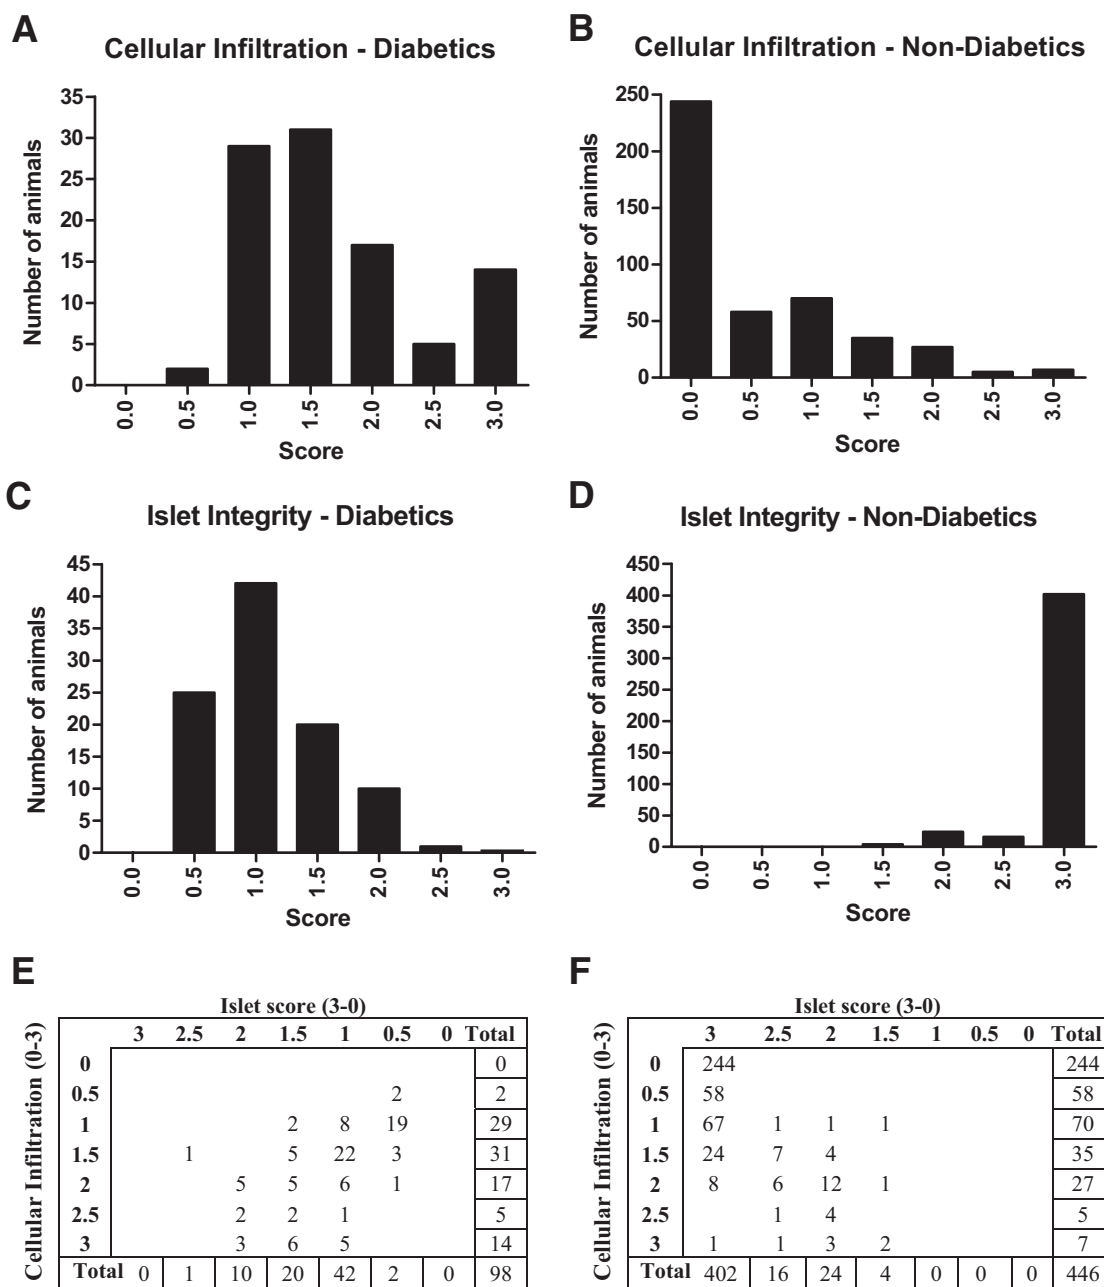 A
Cellular Infiltration - Diabetics
Number of animals
35
30
25
20
15
10
5
0
0.0 0.5 1.0 1.5 2.0 2.5 3.0
Score
B
Cellular Infiltration - Non-Diabetics
Number of animals
250
200
150
100
50
0
0.0 0.5 1.0 1.5 2.0 2.5 3.0
Score
C
Islet Integrity - Diabetics
Number of animals
45
40
35
30
25
20
15
10
5
0
0.0 0.5 1.0 1.5 2.0 2.5 3.0
Score
D
Islet Integrity - Non-Diabetics
Number of animals
450
400
350
300
250
200
150
100
50
0
0.0 0.5 1.0 1.5 2.0 2.5 3.0
Score
E
Islet score (3-0)
Cellular Infiltration (0-3)
3 2.5 2 1.5 1 0.5 0 Total
0 0
0.5 2 2
1 2 8 19 29
1.5 1 5 22 3 31
2 5 5 6 1 17
2.5 2 2 1 5
3 3 6 5 14
Total 0 1 10 20 42 2 0 98
F
Islet score (3-0)
Cellular Infiltration (0-3)
3 2.5 2 1.5 1 0.5 0 Total
0 244 244
0.5 58 58
1 67 1 1 1 70
1.5 24 7 4 35
2 8 6 12 1 27
2.5 1 4 5
3 1 1 3 2 7
Total 402 16 24 4 0 0 0 446